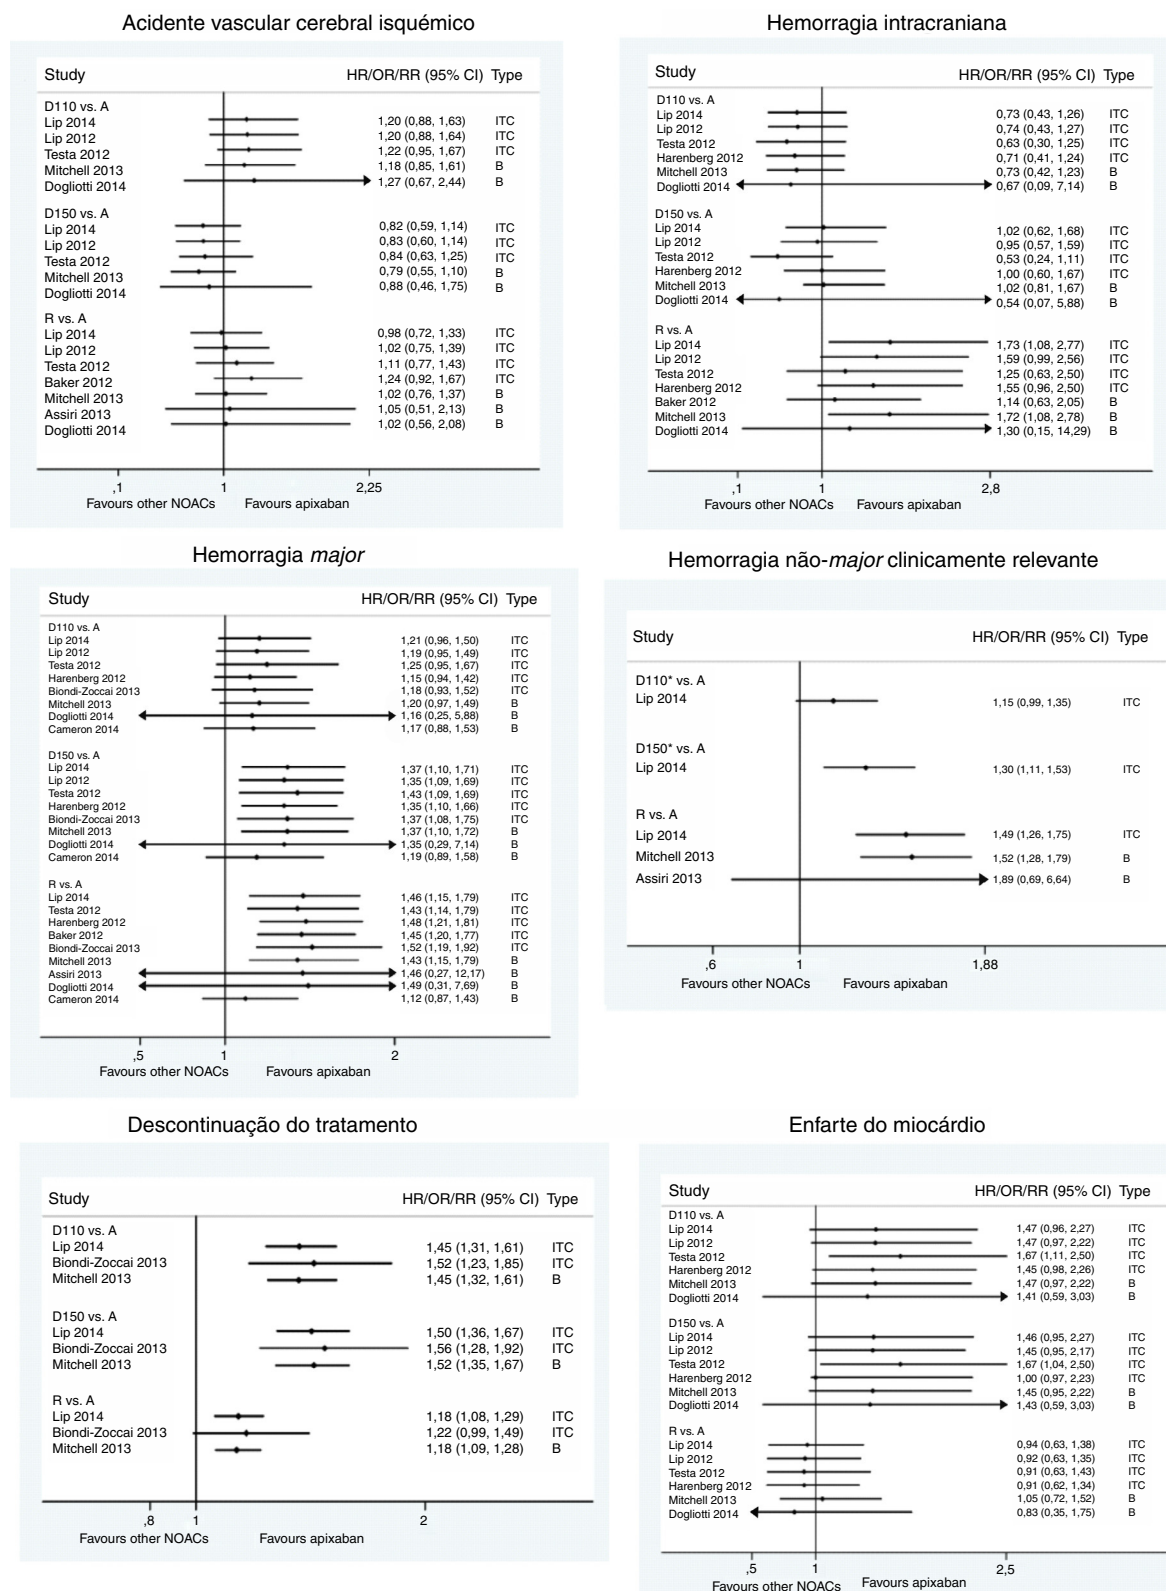 Acidente vascular cerebral isquémico
Study HR/OR/RR (95% CI) Type
D110 vs. A
Lip 2014 1,20 (0,88, 1,63) ITC
Lip 2012 1,20 (0,88, 1,64) ITC
Testa 2012 1,22 (0,95, 1,67) ITC
Mitchell 2013 1,18 (0,85, 1,61) B
Dogliotti 2014 1,27 (0,67, 2,44) B
D150 vs. A
Lip 2014 0,82 (0,59, 1,14) ITC
Lip 2012 0,83 (0,60, 1,14) ITC
Testa 2012 0,84 (0,63, 1,25) ITC
Mitchell 2013 0,79 (0,55, 1,10) B
Dogliotti 2014 0,88 (0,46, 1,75) B
R vs. A
Lip 2014 0,98 (0,72, 1,33) ITC
Lip 2012 1,02 (0,75, 1,39) ITC
Testa 2012 1,11 (0,77, 1,43) ITC
Baker 2012 1,24 (0,92, 1,67) ITC
Mitchell 2013 1,02 (0,76, 1,37) B
Assiri 2013 1,05 (0,51, 2,13) B
Dogliotti 2014 1,02 (0,56, 2,08) B
,1 1 2,25
Favours other NOACs Favours apixaban
Hemorragia intracraniana
Study HR/OR/RR (95% CI) Type
D110 vs. A
Lip 2014 0,73 (0,43, 1,26) ITC
Lip 2012 0,74 (0,43, 1,27) ITC
Testa 2012 0,63 (0,30, 1,25) ITC
Harenberg 2012 0,71 (0,41, 1,24) ITC
Mitchell 2013 0,73 (0,42, 1,23) B
Dogliotti 2014 0,67 (0,09, 7,14) B
D150 vs. A
Lip 2014 1,02 (0,62, 1,68) ITC
Lip 2012 0,95 (0,57, 1,59) ITC
Testa 2012 0,53 (0,24, 1,11) ITC
Harenberg 2012 1,00 (0,60, 1,67) ITC
Mitchell 2013 1,02 (0,81, 1,67) B
Dogliotti 2014 0,54 (0,07, 5,88) B
R vs. A
Lip 2014 1,73 (1,08, 2,77) ITC
Lip 2012 1,59 (0,99, 2,56) ITC
Testa 2012 1,25 (0,63, 2,50) ITC
Harenberg 2012 1,55 (0,96, 2,50) ITC
Baker 2012 1,14 (0,63, 2,05) B
Mitchell 2013 1,72 (1,08, 2,78) B
Dogliotti 2014 1,30 (0,15, 14,29) B
,1 1 2,8
Favours other NOACs Favours apixaban
Hemorragia major
Study HR/OR/RR (95% CI) Type
D110 vs. A
Lip 2014 1,21 (0,96, 1,50) ITC
Lip 2012 1,19 (0,95, 1,49) ITC
Testa 2012 1,25 (0,95, 1,67) ITC
Harenberg 2012 1,15 (0,94, 1,42) ITC
Biondi-Zoccai 2013 1,18 (0,93, 1,52) ITC
Mitchell 2013 1,20 (0,97, 1,49) B
Dogliotti 2014 1,16 (0,25, 5,88) B
Cameron 2014 1,17 (0,88, 1,53) B
D150 vs. A
Lip 2014 1,37 (1,10, 1,71) ITC
Lip 2012 1,35 (1,09, 1,69) ITC
Testa 2012 1,43 (1,09, 1,69) ITC
Harenberg 2012 1,35 (1,10, 1,66) ITC
Biondi-Zoccai 2013 1,37 (1,08, 1,75) ITC
Mitchell 2013 1,37 (1,10, 1,72) B
Dogliotti 2014 1,35 (0,29, 7,14) B
Cameron 2014 1,19 (0,89, 1,58) B
R vs. A
Lip 2014 1,46 (1,15, 1,79) ITC
Testa 2012 1,43 (1,14, 1,79) ITC
Harenberg 2012 1,48 (1,21, 1,81) ITC
Baker 2012 1,45 (1,20, 1,77) ITC
Biondi-Zoccai 2013 1,52 (1,19, 1,92) ITC
Mitchell 2013 1,43 (1,15, 1,79) B
Assiri 2013 1,46 (0,27, 12,17) B
Dogliotti 2014 1,49 (0,31, 7,69) B
Cameron 2014 1,12 (0,87, 1,43) B
,5 1 2
Favours other NOACs Favours apixaban
Hemorragia não-major clinicamente relevante
Study HR/OR/RR (95% CI) Type
D110* vs. A
Lip 2014 1,15 (0,99, 1,35) ITC
D150* vs. A
Lip 2014 1,30 (1,11, 1,53) ITC
R vs. A
Lip 2014 1,49 (1,26, 1,75) ITC
Mitchell 2013 1,52 (1,28, 1,79) B
Assiri 2013 1,89 (0,69, 6,64) B
,6 1 1,88
Favours other NOACs Favours apixaban
Descontinuação do tratamento
Study HR/OR/RR (95% CI) Type
D110 vs. A
Lip 2014 1,45 (1,31, 1,61) ITC
Biondi-Zoccai 2013 1,52 (1,23, 1,85) ITC
Mitchell 2013 1,45 (1,32, 1,61) B
D150 vs. A
Lip 2014 1,50 (1,36, 1,67) ITC
Biondi-Zoccai 2013 1,56 (1,28, 1,92) ITC
Mitchell 2013 1,52 (1,35, 1,67) B
R vs. A
Lip 2014 1,18 (1,08, 1,29) ITC
Biondi-Zoccai 2013 1,22 (0,99, 1,49) ITC
Mitchell 2013 1,18 (1,09, 1,28) B
,8 1 2
Favours other NOACs Favours apixaban
Enfarte do miocárdio
Study HR/OR/RR (95% CI) Type
D110 vs. A
Lip 2014 1,47 (0,96, 2,27) ITC
Lip 2012 1,47 (0,97, 2,22) ITC
Testa 2012 1,67 (1,11, 2,50) ITC
Harenberg 2012 1,45 (0,98, 2,26) ITC
Mitchell 2013 1,47 (0,97, 2,22) B
Dogliotti 2014 1,41 (0,59, 3,03) B
D150 vs. A
Lip 2014 1,46 (0,95, 2,27) ITC
Lip 2012 1,45 (0,95, 2,17) ITC
Testa 2012 1,67 (1,04, 2,50) ITC
Harenberg 2012 1,00 (0,97, 2,23) ITC
Mitchell 2013 1,45 (0,95, 2,22) B
Dogliotti 2014 1,43 (0,59, 3,03) B
R vs. A
Lip 2014 0,94 (0,63, 1,38) ITC
Lip 2012 0,92 (0,63, 1,35) ITC
Testa 2012 0,91 (0,63, 1,43) ITC
Harenberg 2012 0,91 (0,62, 1,34) ITC
Mitchell 2013 1,05 (0,72, 1,52) B
Dogliotti 2014 0,83 (0,35, 1,75) B
,5 1 2,5
Favours other NOACs Favours apixaban